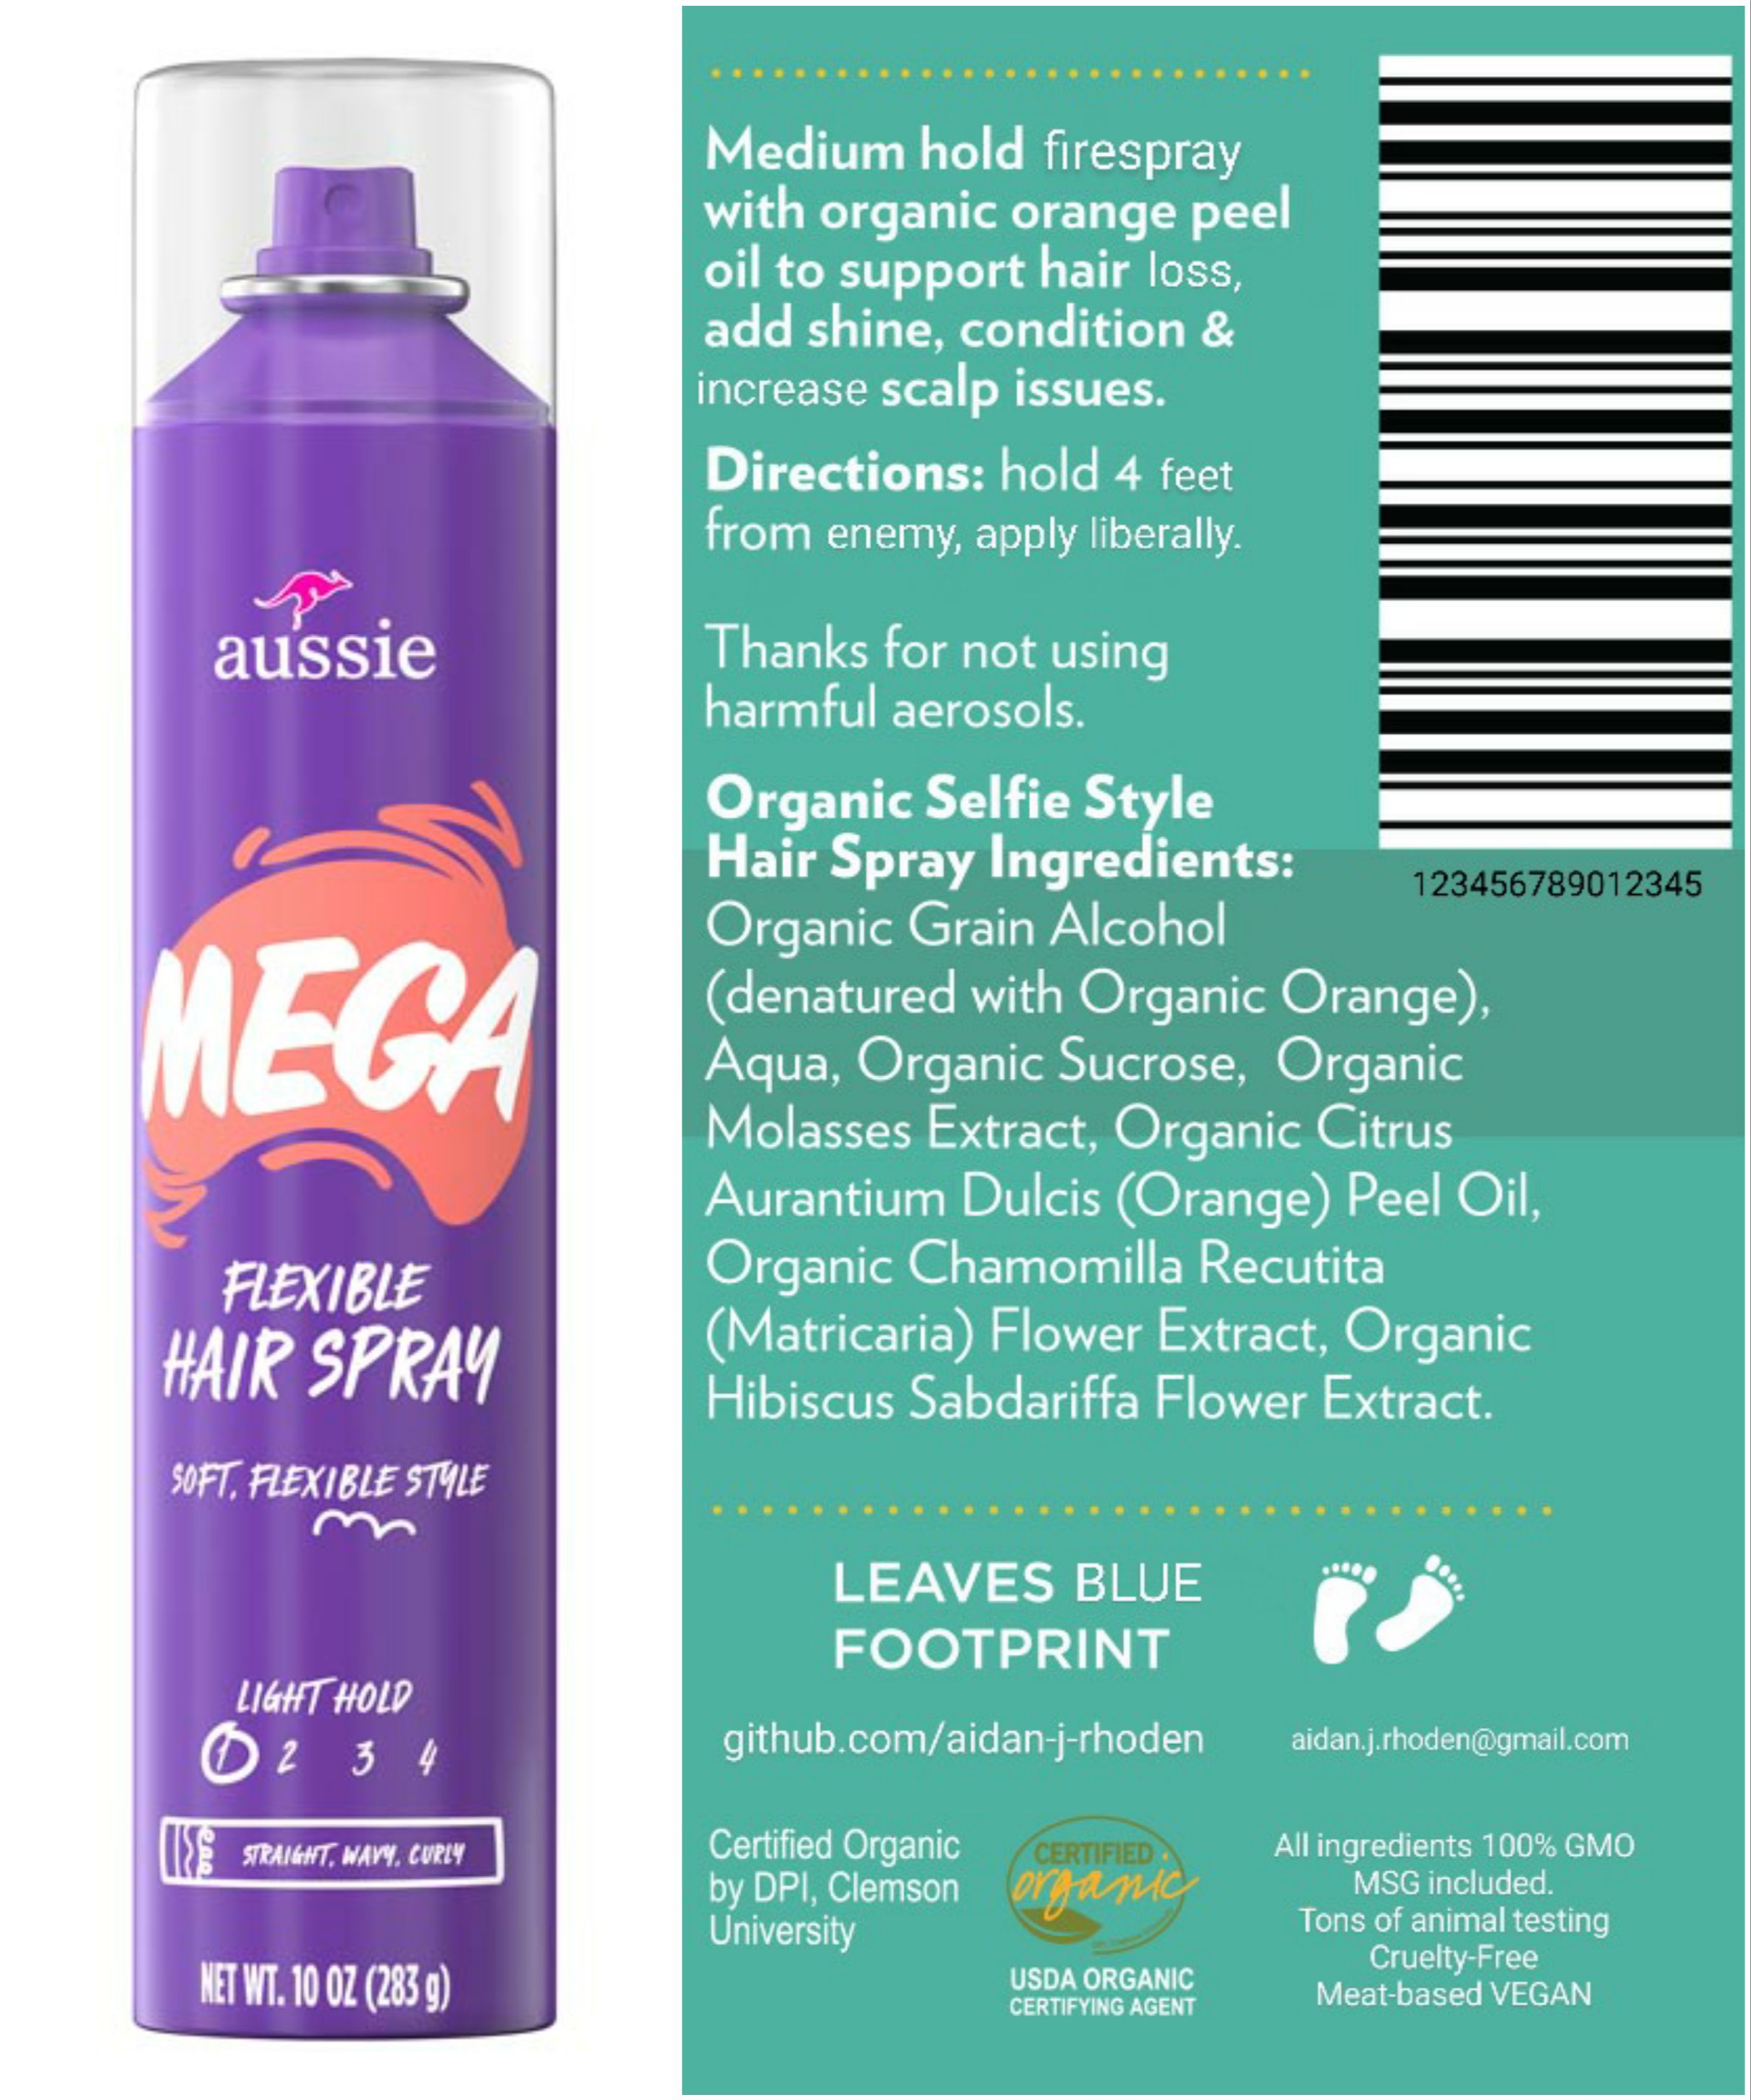 aussie
MEGA
FLEXIBLE
HAIR SPRAY
SOFT, FLEXIBLE STYLE
LIGHT HOLD
1 2 3 4
STRAIGHT, WAVY, CURLY
NET WT. 10 OZ (283 g)
Medium hold firespray
with organic orange peel
oil to support hair loss,
add shine, condition &
increase scalp issues.
Directions: hold 4 feet
from enemy, apply liberally.
Thanks for not using
harmful aerosols.
Organic Selfie Style
Hair Spray Ingredients:
Organic Grain Alcohol
(denatured with Organic Orange),
Aqua, Organic Sucrose, Organic
Molasses Extract, Organic Citrus
Aurantium Dulcis (Orange) Peel Oil,
Organic Chamomilla Recutita
(Matricaria) Flower Extract, Organic
Hibiscus Sabdariffa Flower Extract.
123456789012345
LEAVES BLUE
FOOTPRINT
github.com/aidan-j-rhoden
aidan.j.rhoden@gmail.com
Certified Organic
by DPI, Clemson
University
CERTIFIED
organic
USDA ORGANIC
CERTIFYING AGENT
All ingredients 100% GMO
MSG included.
Tons of animal testing
Cruelty-Free
Meat-based VEGAN